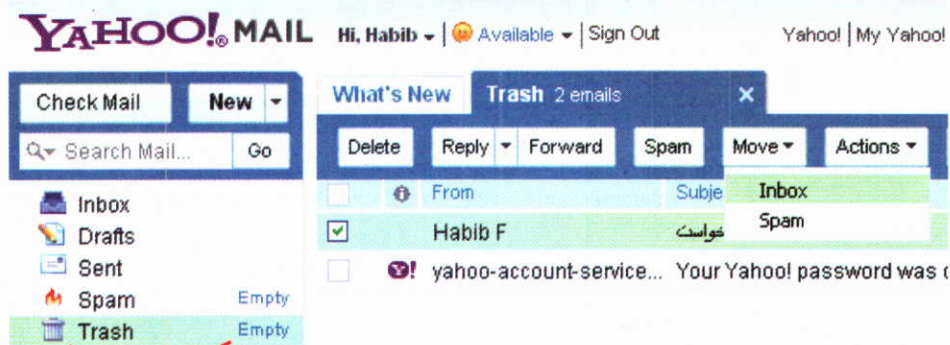 YAHOO! MAIL Hi, Habib Available Sign Out Yahoo! My Yahoo!
Check Mail New What's New Trash 2 emails
Search Mail... Go Delete Reply Forward Spam Move Actions
From Subje Inbox
Inbox
Drafts Habib F خواست Spam
Sent yahoo-account-service... Your Yahoo! password was
Spam Empty
Trash Empty